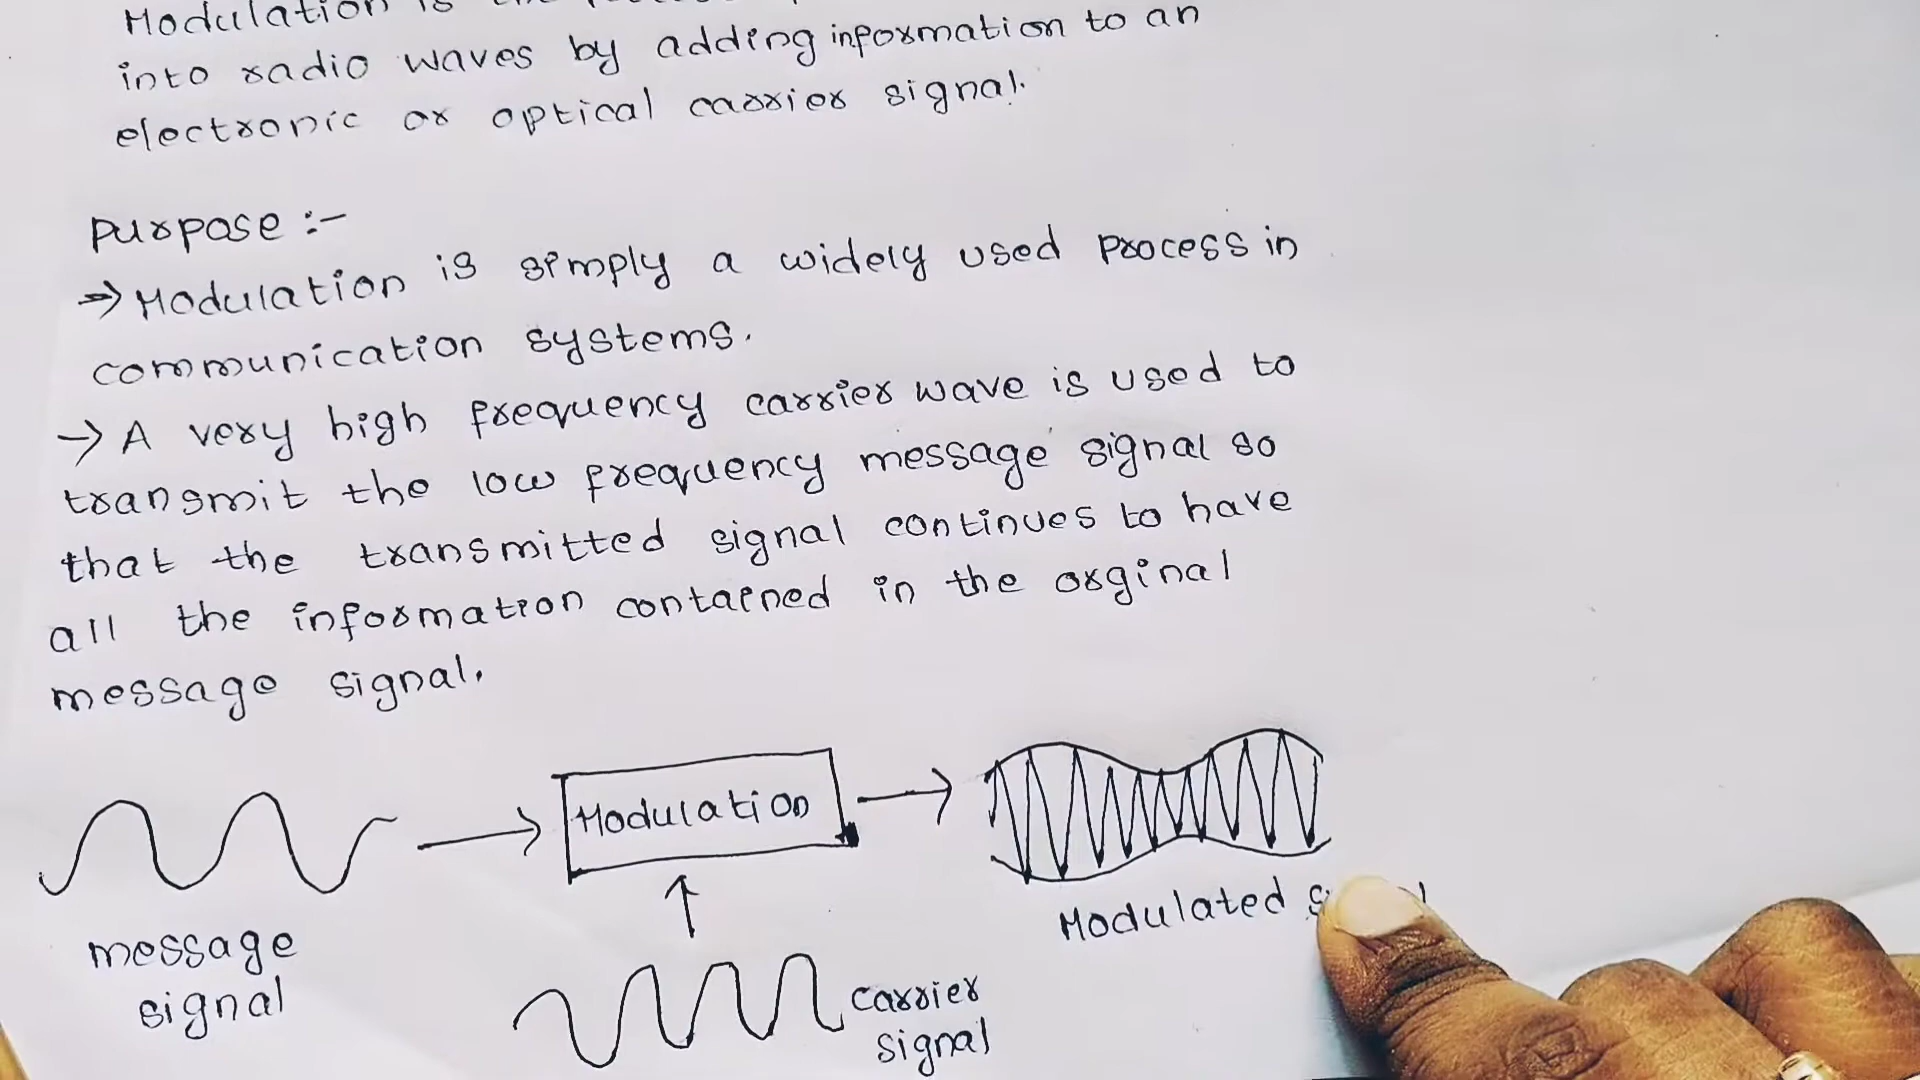 Modulation is the
into radio waves by adding information to an
electronic or optical carrier signal.
Purpose :-
→ Modulation is simply a widely used process in
communication systems.
→ A very high frequency carrier wave is used to
transmit the low frequency message signal so
that the transmitted signal continues to have
all the information contained in the orginal
message signal.
Modulation
Modulated
message
signal
carrier
signal